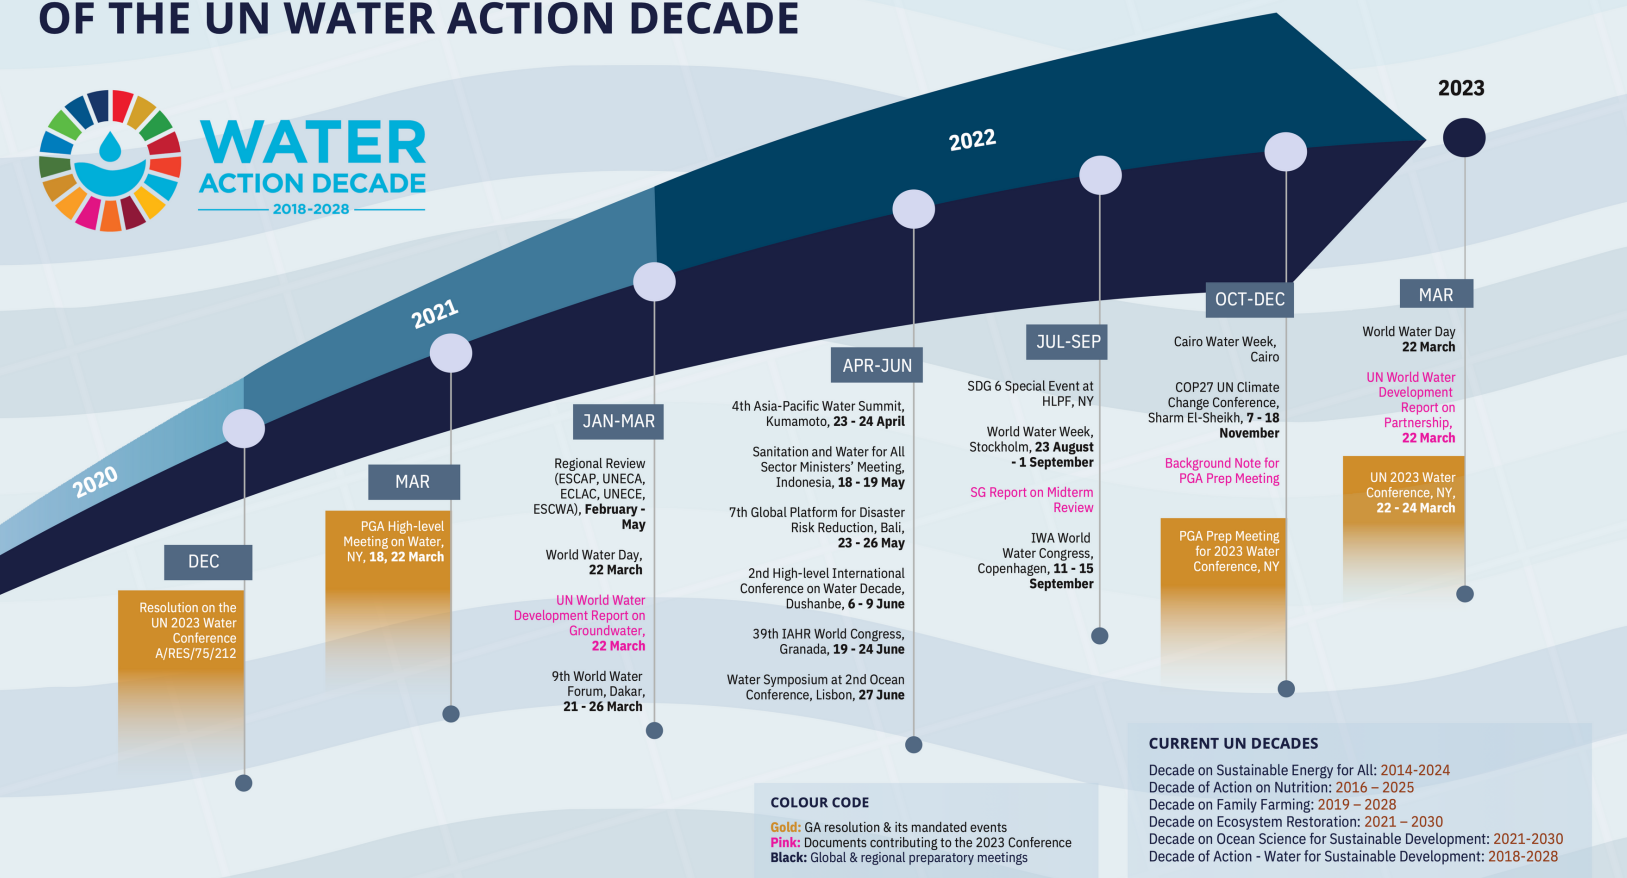 OF THE UN WATER ACTION DECADE
WATER
ACTION DECADE
2018-2028
2020
2021
2022
2023
DEC
Resolution on the
UN 2023 Water
Conference
A/RES/75/212
MAR
PGA High-level
Meeting on Water,
NY, 18, 22 March
JAN-MAR
Regional Review
(ESCAP, UNECA,
ECLAC, UNECE,
ESCWA), February -
May
World Water Day,
22 March
UN World Water
Development Report on
Groundwater,
22 March
9th World Water
Forum, Dakar,
21 - 26 March
APR-JUN
4th Asia-Pacific Water Summit,
Kumamoto, 23 - 24 April
Sanitation and Water for All
Sector Ministers’ Meeting,
Indonesia, 18 - 19 May
7th Global Platform for Disaster
Risk Reduction, Bali,
23 - 26 May
2nd High-level International
Conference on Water Decade,
Dushanbe, 6 - 9 June
39th IAHR World Congress,
Granada, 19 - 24 June
Water Symposium at 2nd Ocean
Conference, Lisbon, 27 June
JUL-SEP
SDG 6 Special Event at
HLPF, NY
World Water Week,
Stockholm, 23 August
- 1 September
SG Report on Midterm
Review
IWA World
Water Congress,
Copenhagen, 11 - 15
September
OCT-DEC
Cairo Water Week,
Cairo
COP27 UN Climate
Change Conference,
Sharm El-Sheikh, 7 - 18
November
Background Note for
PGA Prep Meeting
PGA Prep Meeting
for 2023 Water
Conference, NY
MAR
World Water Day
22 March
UN World Water
Development
Report on
Partnership,
22 March
UN 2023 Water
Conference, NY,
22 - 24 March
COLOUR CODE
Gold: GA resolution & its mandated events
Pink: Documents contributing to the 2023 Conference
Black: Global & regional preparatory meetings
CURRENT UN DECADES
Decade on Sustainable Energy for All: 2014-2024
Decade of Action on Nutrition: 2016 – 2025
Decade on Family Farming: 2019 – 2028
Decade on Ecosystem Restoration: 2021 – 2030
Decade on Ocean Science for Sustainable Development: 2021-2030
Decade of Action - Water for Sustainable Development: 2018-2028